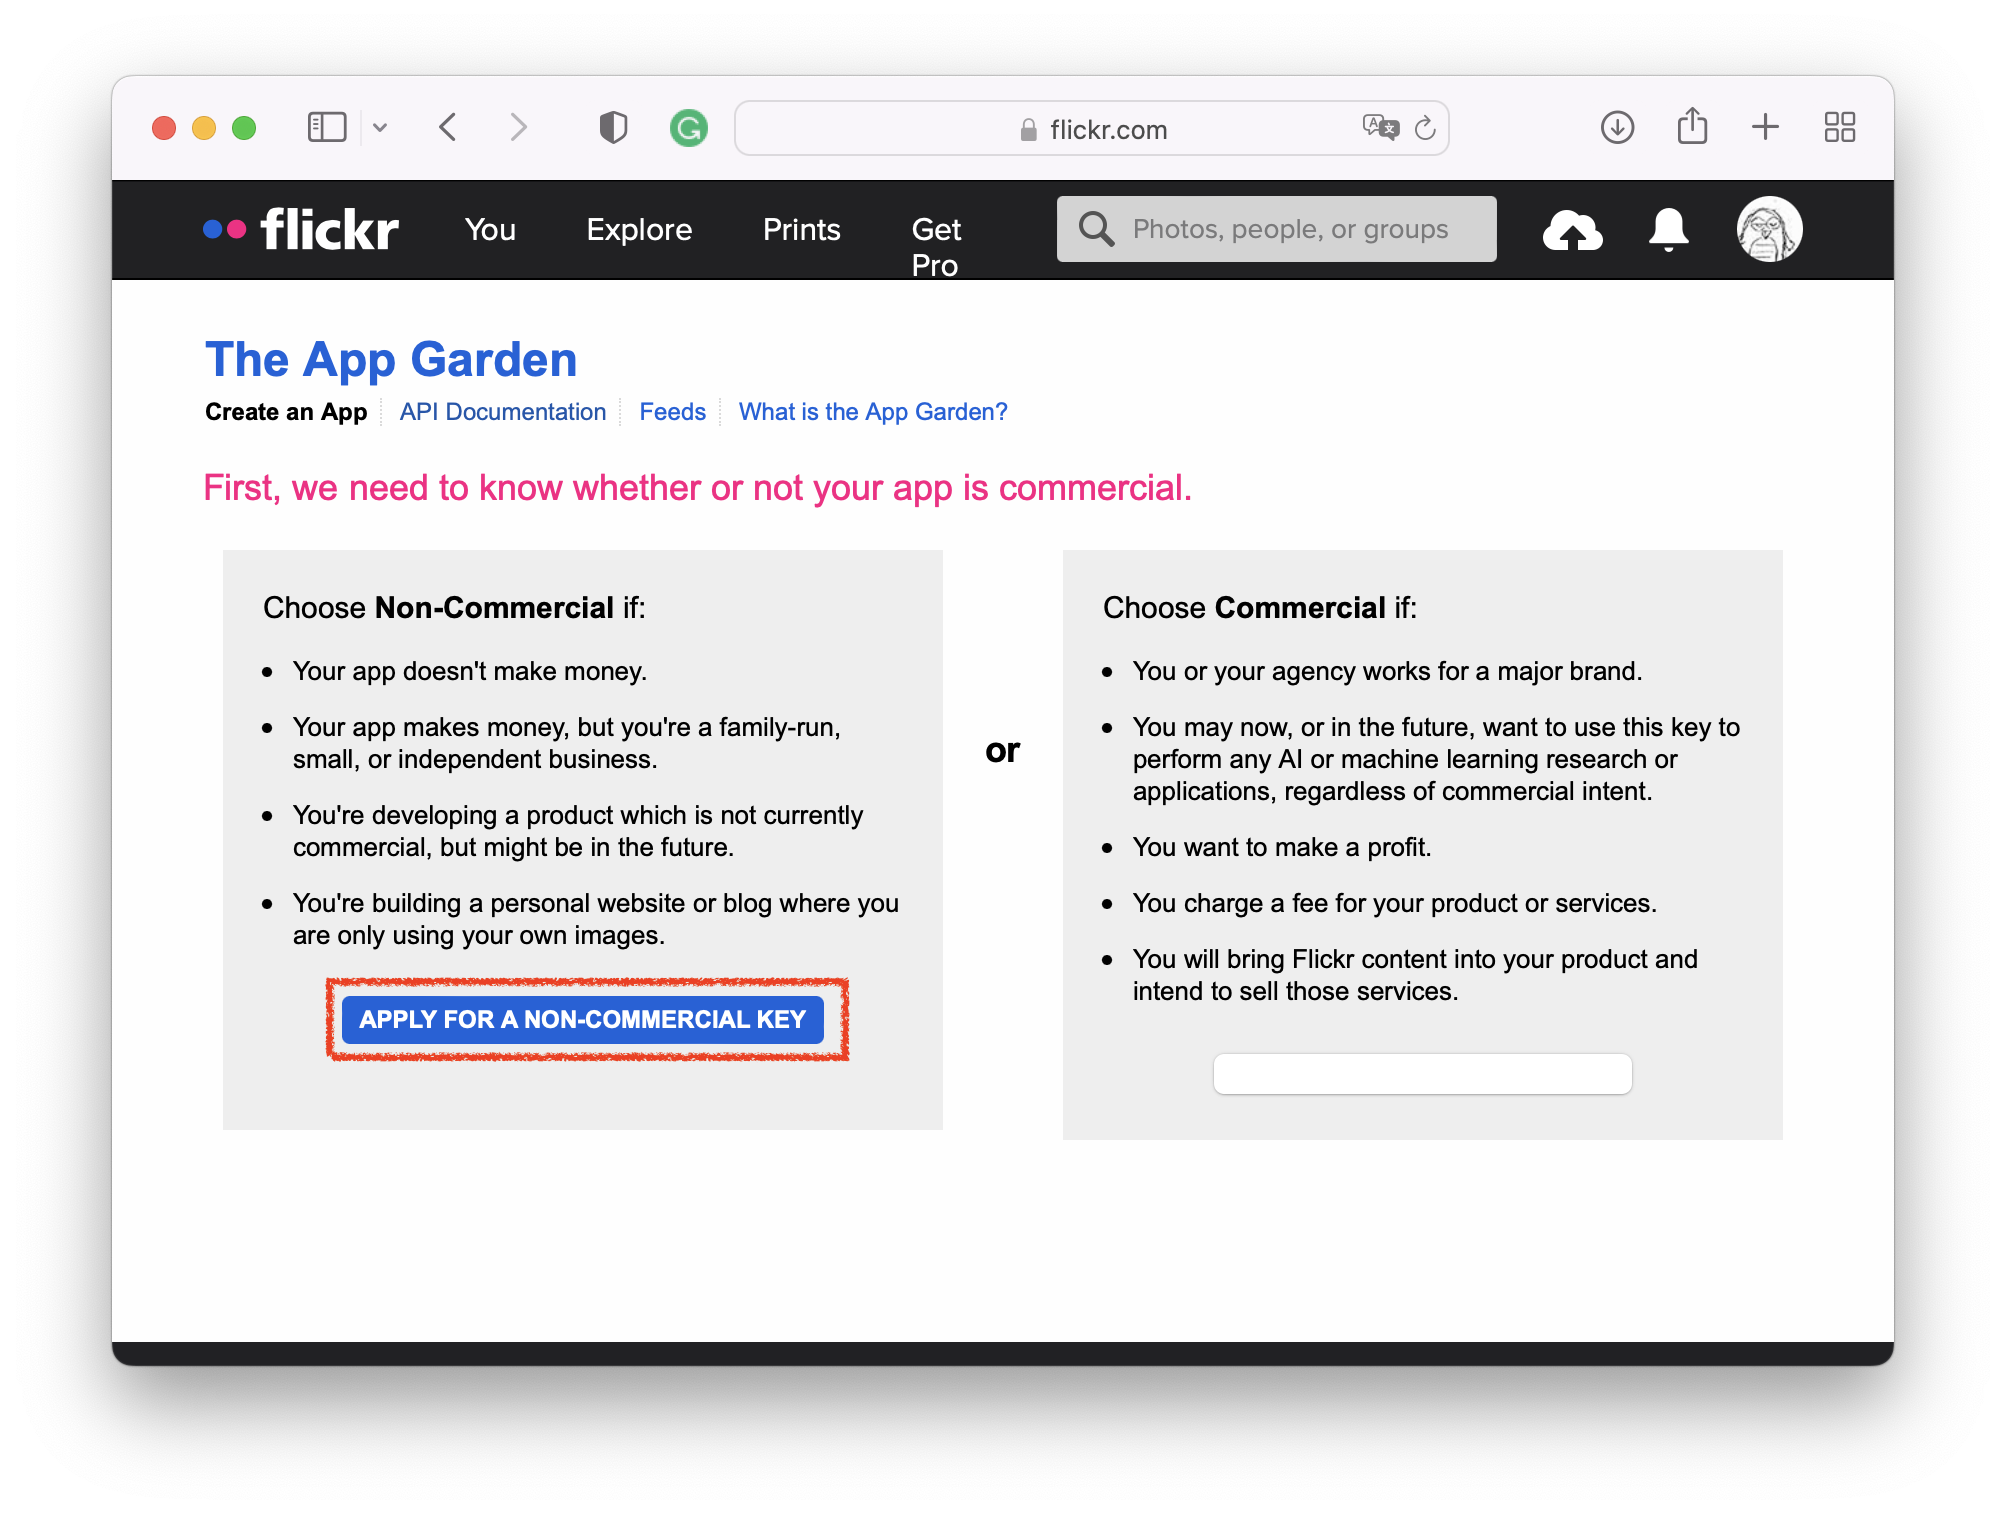 flickr.com
flickr
You
Explore
Prints
Get
Pro
Photos, people, or groups
The App Garden
Create an App
API Documentation
Feeds
What is the App Garden?
First, we need to know whether or not your app is commercial.
Choose Non-Commercial if:
Your app doesn't make money.
Your app makes money, but you're a family-run,
small, or independent business.
You're developing a product which is not currently
commercial, but might be in the future.
You're building a personal website or blog where you
are only using your own images.
APPLY FOR A NON-COMMERCIAL KEY
or
Choose Commercial if:
You or your agency works for a major brand.
You may now, or in the future, want to use this key to
perform any AI or machine learning research or
applications, regardless of commercial intent.
You want to make a profit.
You charge a fee for your product or services.
You will bring Flickr content into your product and
intend to sell those services.